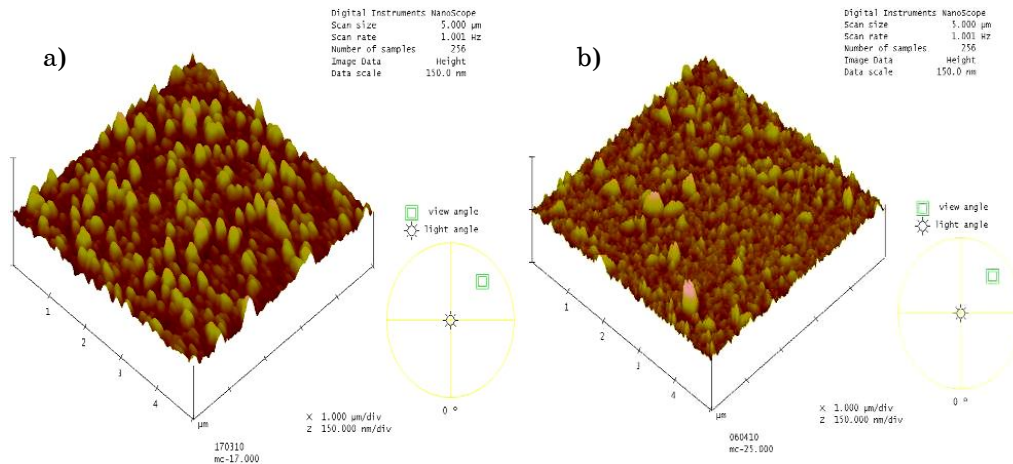 a)
Digital Instruments NanoScope
Scan size 5.000 µm
Scan rate 1.001 Hz
Number of samples 256
Image Data Height
Data scale 150.0 nm
view angle
light angle
1
2
3
4
µm
X 1.000 µm/div
Z 150.000 nm/div
0 º
170310
mc-17.000
b)
Digital Instruments NanoScope
Scan size 5.000 µm
Scan rate 1.001 Hz
Number of samples 256
Image Data Height
Data scale 150.0 nm
view angle
light angle
1
2
3
4
µm
X 1.000 µm/div
Z 150.000 nm/div
0 º
060410
mc-25.000